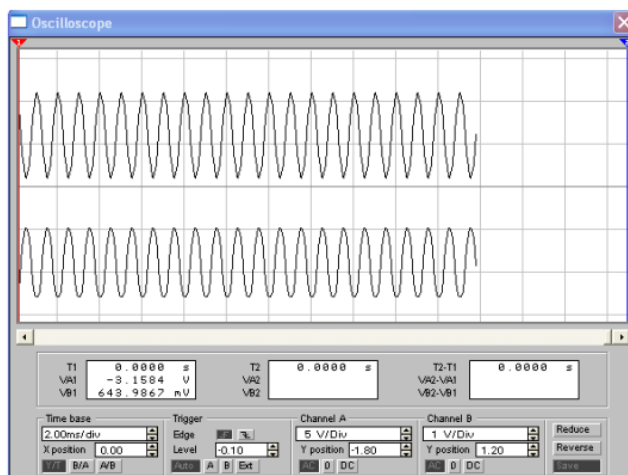 Oscilloscope
1
T1 0.0000 s T2 0.0000 s T2-T1 0.0000 s
VA1 -3.1584 V VA2 VA2-VA1
VB1 643.9867 mV VB2 VB2-VB1
Time base Trigger Channel A Channel B
2.00ms/div Edge 5 V/Div 1 V/Div Reduce
X position 0.00 Level -0.10 Y position -1.80 Y position 1.20 Reverse
Y/T B/A A/B Auto A B Ext AC 0 DC AC 0 DC Save